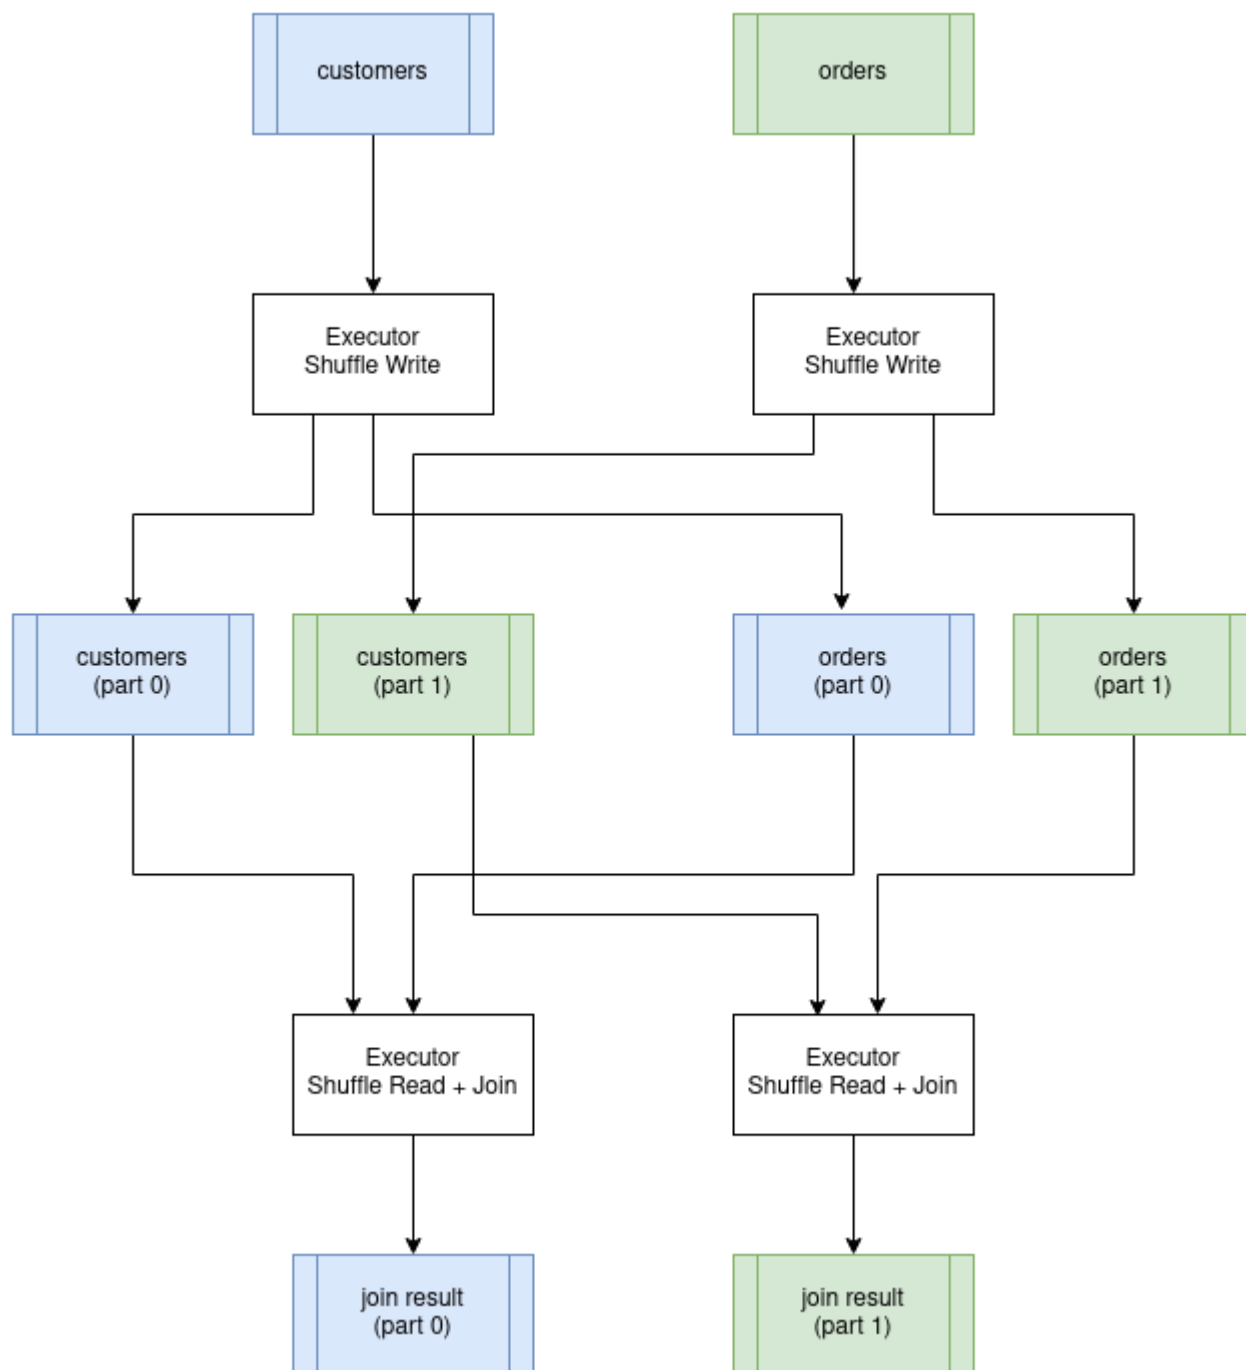 customers
orders
Executor
Shuffle Write
Executor
Shuffle Write
customers
(part 0)
customers
(part 1)
orders
(part 0)
orders
(part 1)
Executor
Shuffle Read + Join
Executor
Shuffle Read + Join
join result
(part 0)
join result
(part 1)